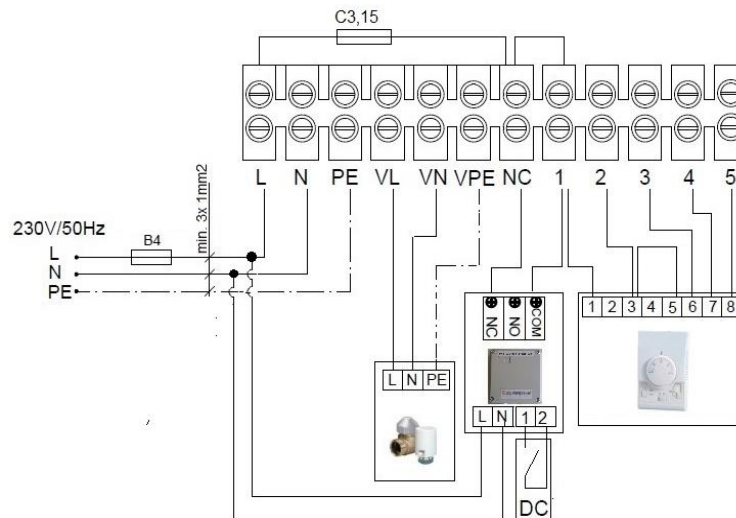 C3,15
L N PE VL VN VPE NC 1 2 3 4 5
min. 3x 1mm2
230V/50Hz
B4
L
N
PE
NC NO COM
1 2 3 4 5 6 7 8
L N PE
L N 1 2
DC